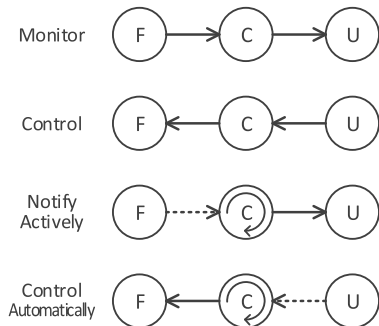 Monitor F C U
Control F C U
Notify
Actively F C U
Control
Automatically F C U